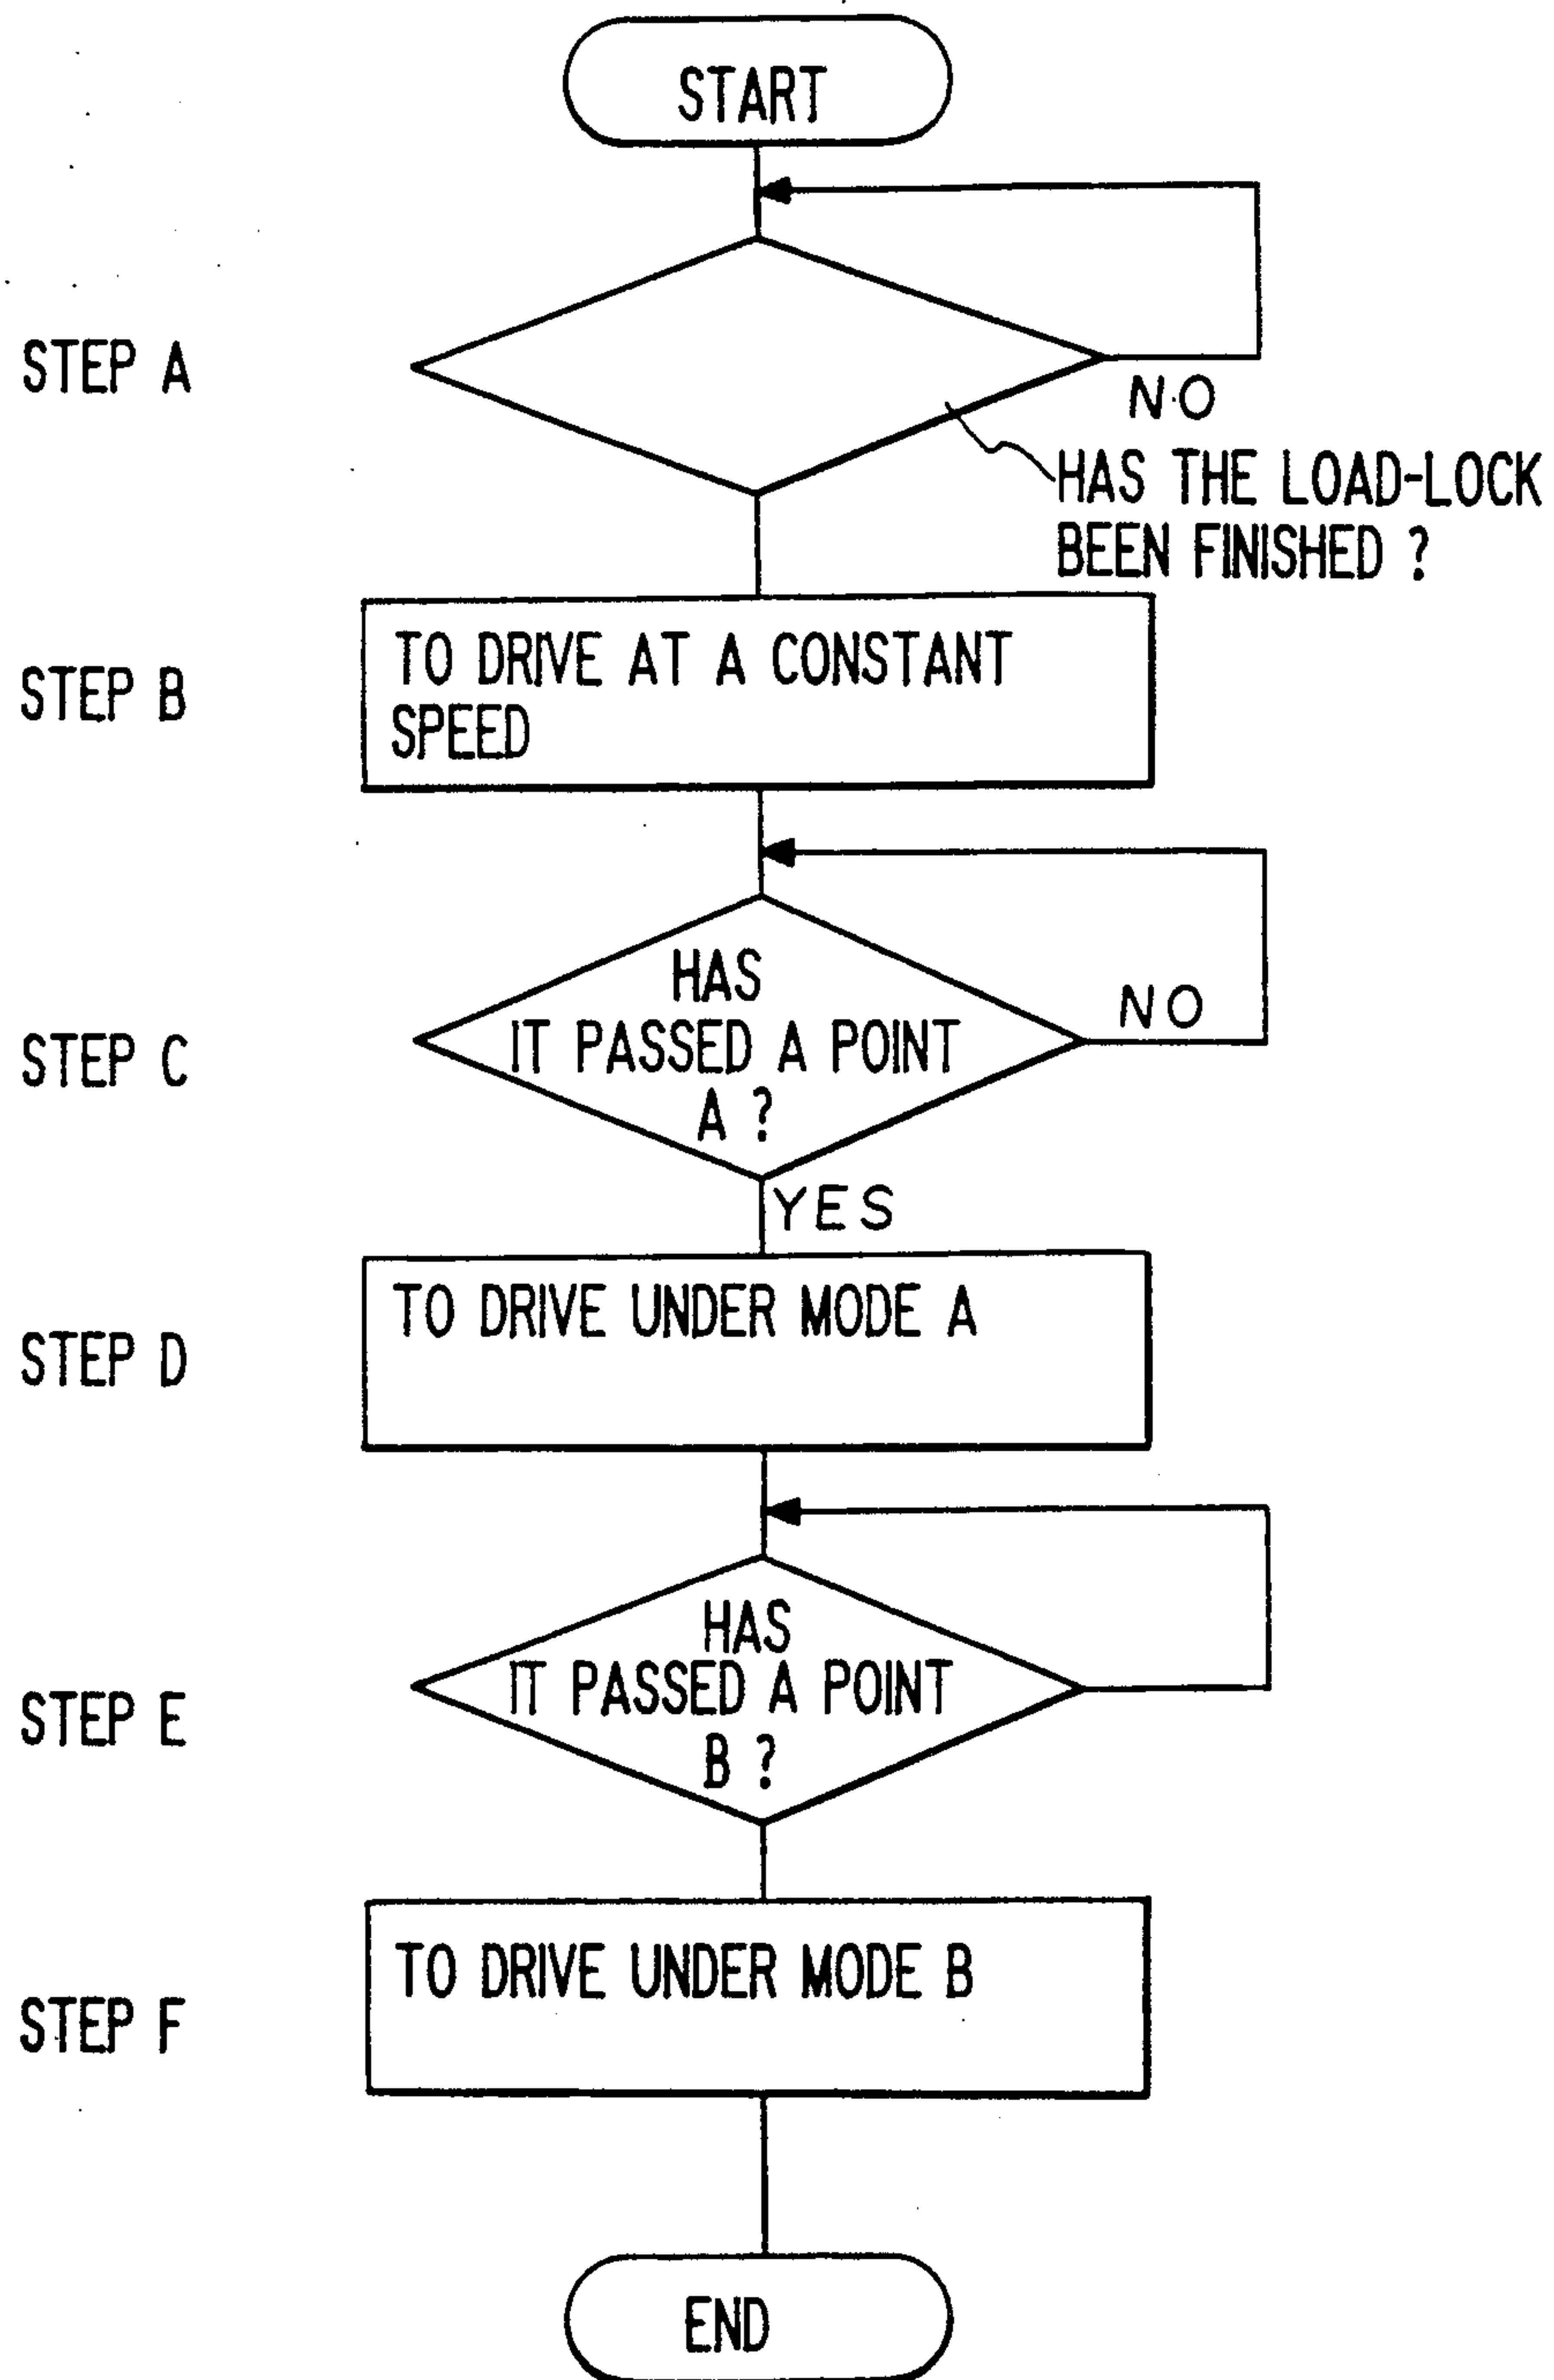 START
STEP A
NO
HAS THE LOAD-LOCK
BEEN FINISHED ?
STEP B
TO DRIVE AT A CONSTANT
SPEED
STEP C
HAS
IT PASSED A POINT
A ?
NO
YES
STEP D
TO DRIVE UNDER MODE A
STEP E
HAS
IT PASSED A POINT
B ?
STEP F
TO DRIVE UNDER MODE B
END